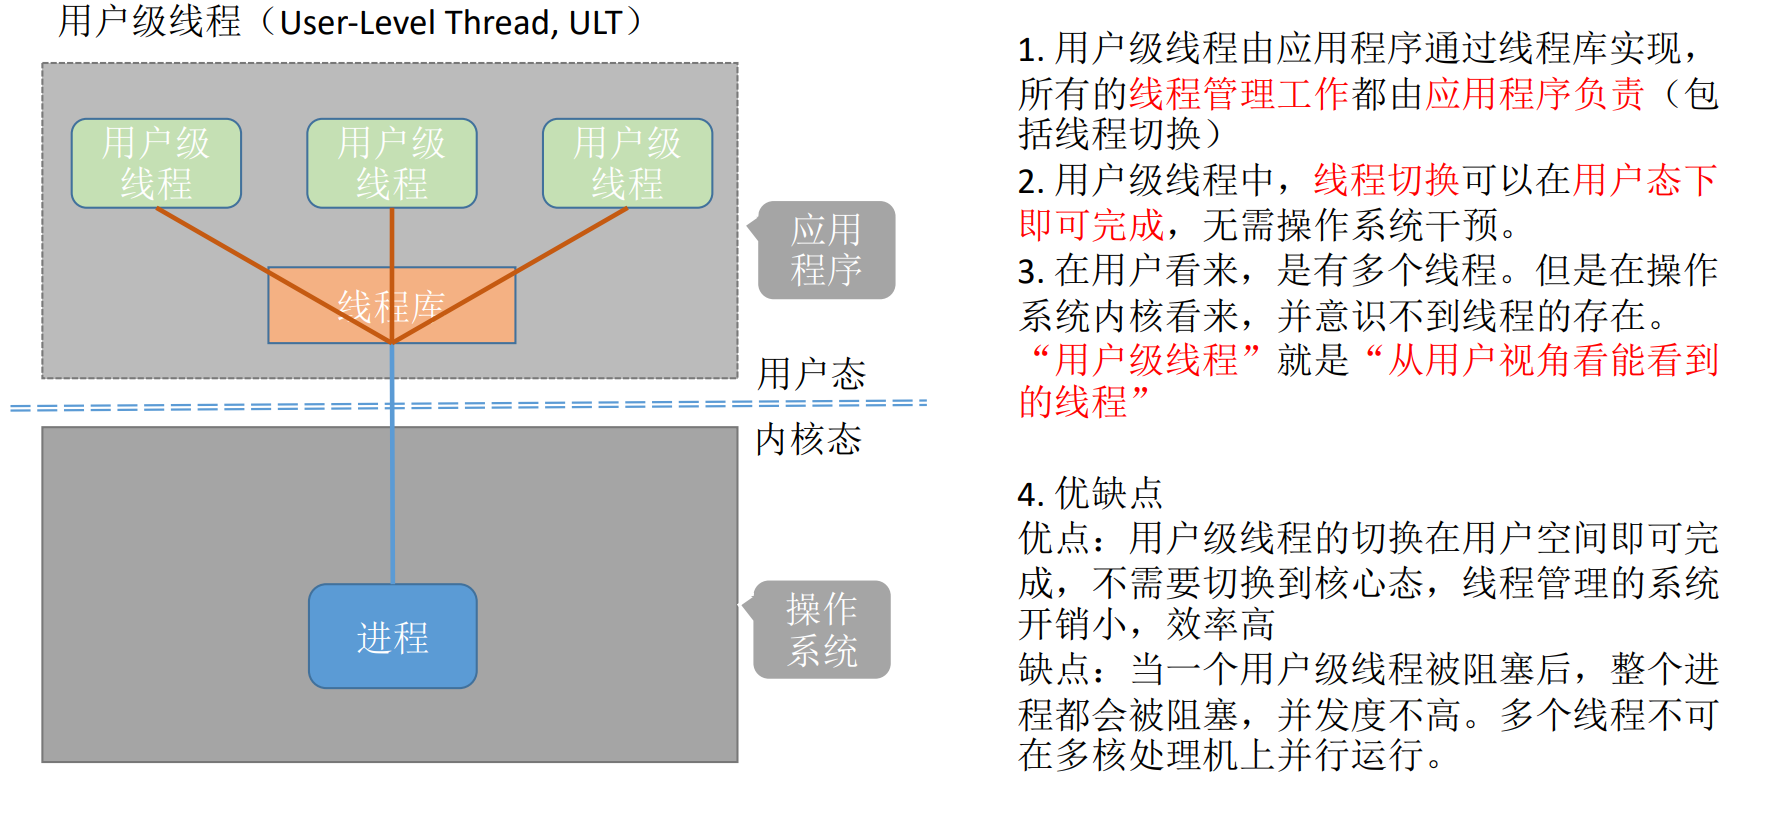 用户级线程（User-Level Thread, ULT）
用户级
线程
用户级
线程
用户级
线程
线程库
应用
程序
用户态
内核态
进程
操作
系统
1. 用户级线程由应用程序通过线程库实现，
所有的线程管理工作都由应用程序负责（包
括线程切换）
2. 用户级线程中，线程切换可以在用户态下
即可完成，无需操作系统干预。
3. 在用户看来，是有多个线程。但是在操作
系统内核看来，并意识不到线程的存在。
“用户级线程”就是“从用户视角看能看到
的线程”
4. 优缺点
优点：用户级线程的切换在用户空间即可完
成，不需要切换到核心态，线程管理的系统
开销小，效率高
缺点：当一个用户级线程被阻塞后，整个进
程都会被阻塞，并发度不高。多个线程不可
在多核处理机上并行运行。